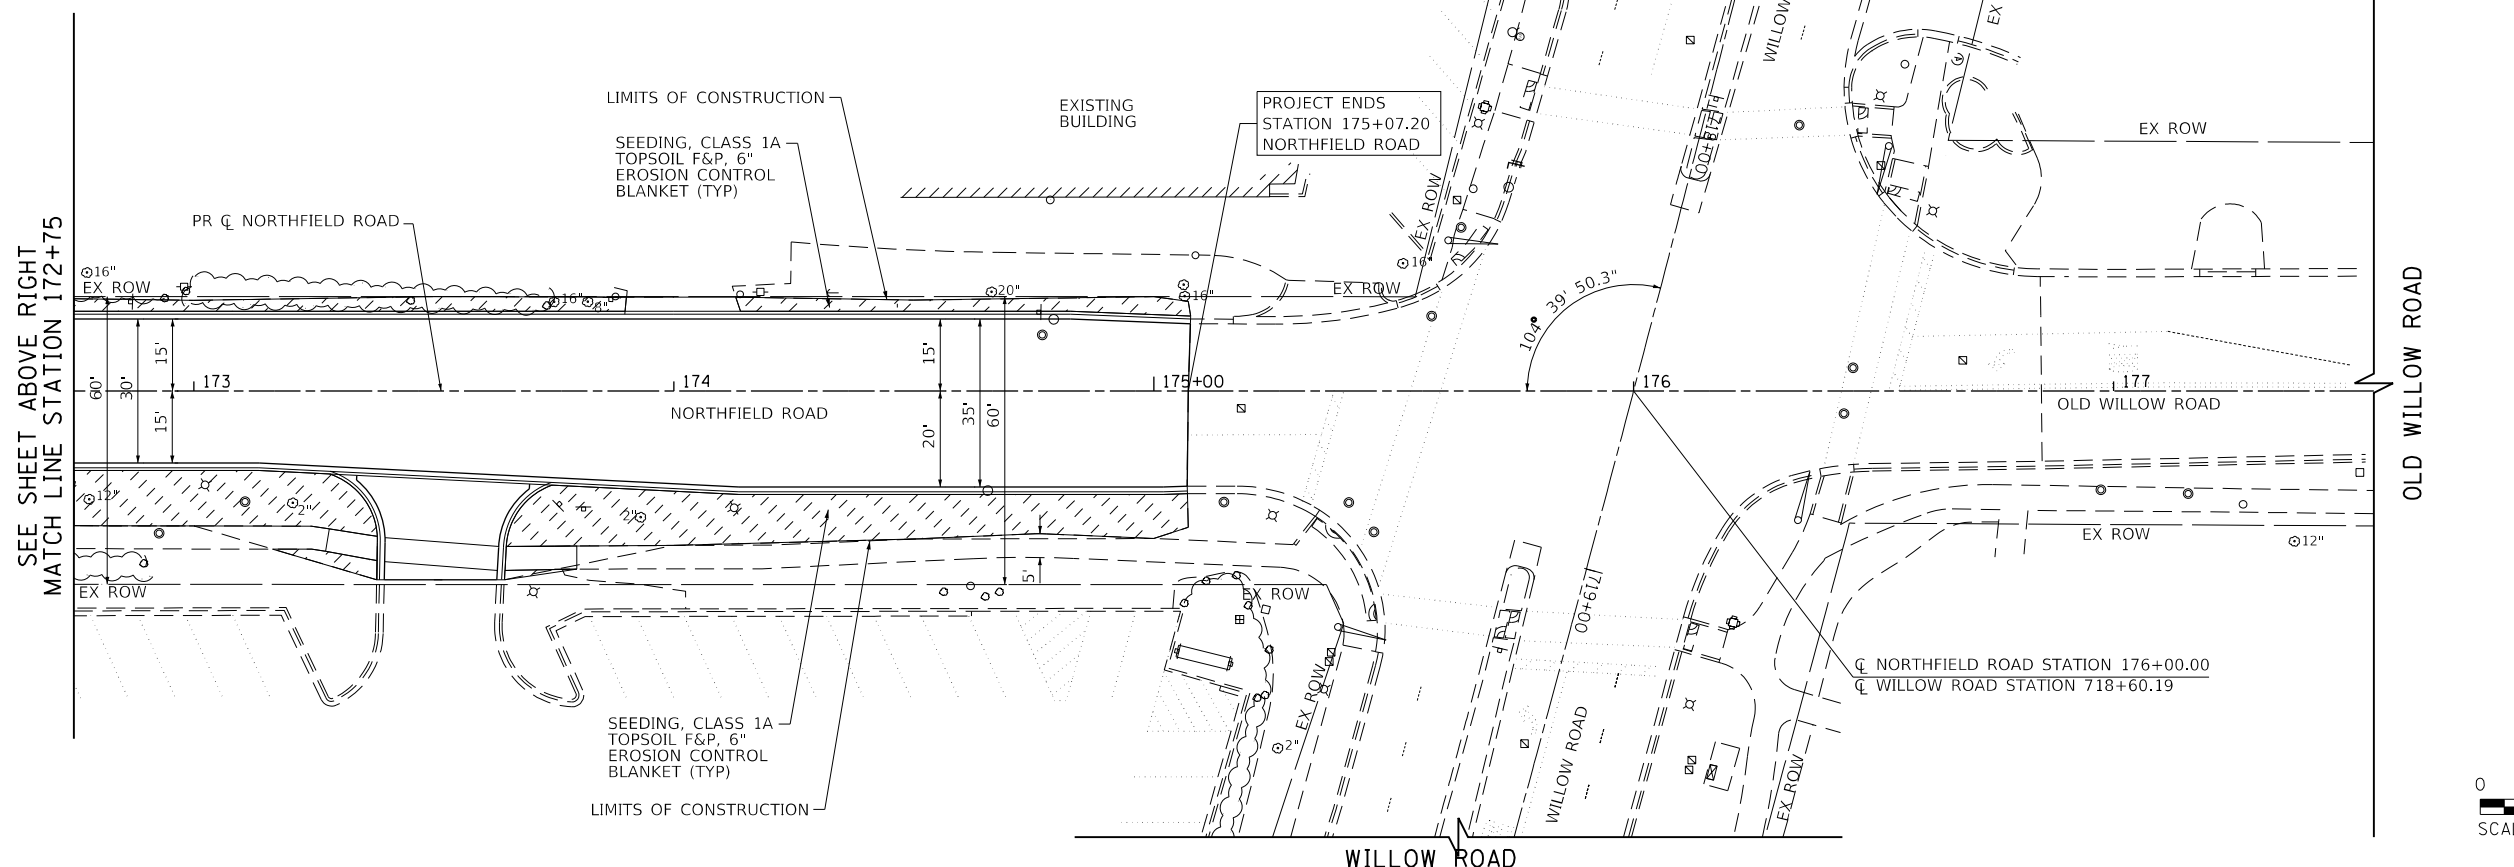 SEE SHEET ABOVE RIGHT
MATCH LINE STATION 172+75
LIMITS OF CONSTRUCTION
SEEDING, CLASS 1A
TOPSOIL F&P, 6"
EROSION CONTROL
BLANKET (TYP)
PR ℄ NORTHFIELD ROAD
EXISTING
BUILDING
PROJECT ENDS
STATION 175+07.20
NORTHFIELD ROAD
16"
EX ROW
60'
30'
15'
15'
16"
8"
20"
16"
EX ROW
EX ROW
16"
15'
20'
35'
60'
173
174
175+00
176
177
NORTHFIELD ROAD
OLD WILLOW ROAD
104° 39' 50.3"
WILLOW
EX
718+00
EX ROW
12"
2"
2"
5'
EX ROW
EX ROW
EX ROW
2"
719+00
WILLOW ROAD
EX ROW
EX ROW
12"
℄ NORTHFIELD ROAD STATION 176+00.00
℄ WILLOW ROAD STATION 718+60.19
SEEDING, CLASS 1A
TOPSOIL F&P, 6"
EROSION CONTROL
BLANKET (TYP)
LIMITS OF CONSTRUCTION
WILLOW ROAD
OLD WILLOW ROAD
0
SCAL